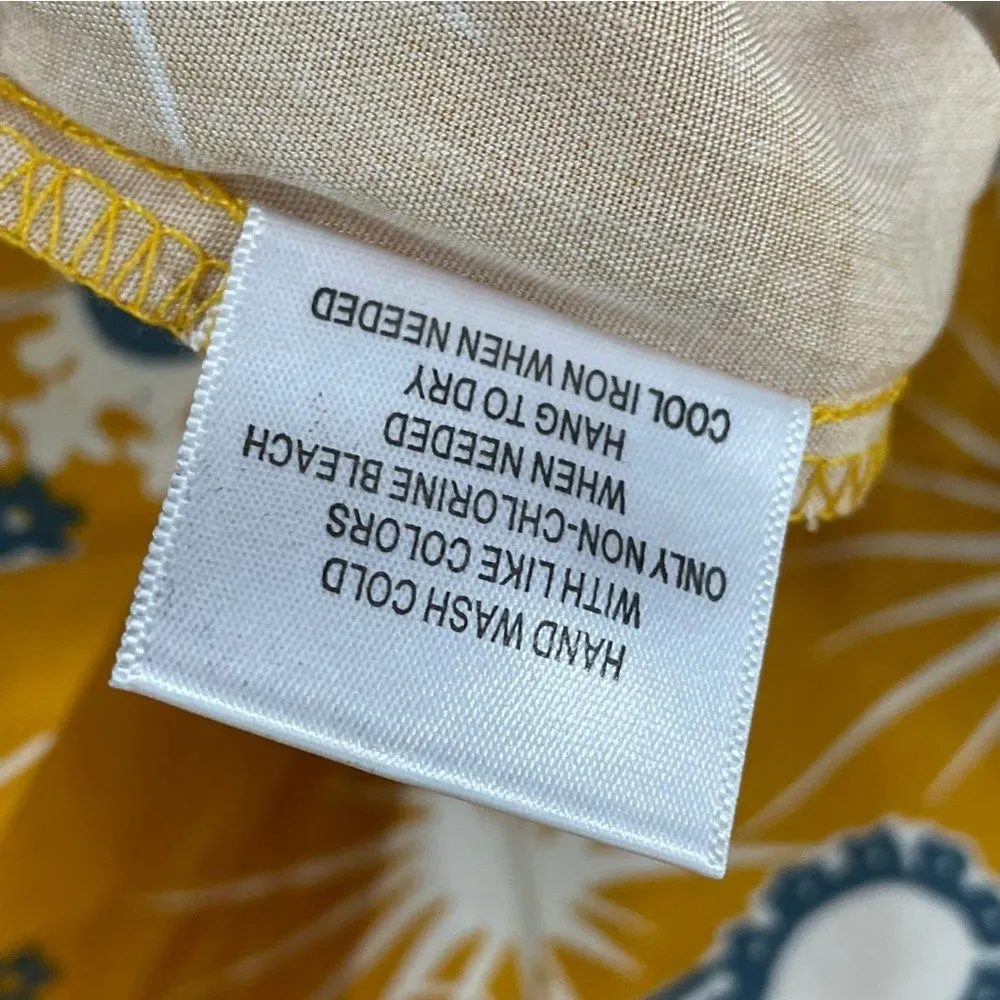 HAND WASH COLD
WITH LIKE COLORS
ONLY NON-CHLORINE BLEACH
WHEN NEEDED
HANG TO DRY
COOL IRON WHEN NEEDED